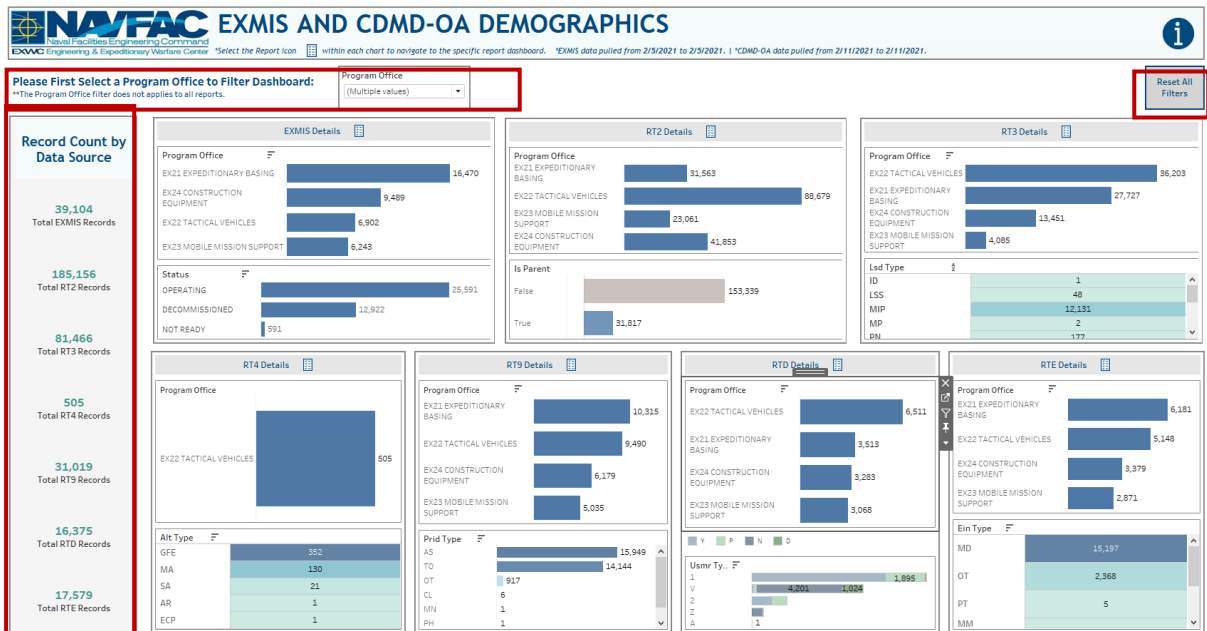 NAVFAC
Naval Facilities Engineering Command
EXWC Engineering & Expeditionary Warfare Center
EXMIS AND CDMD-OA DEMOGRAPHICS
*Select the Report Icon within each chart to navigate to the specific report dashboard. *EXMIS data pulled from 2/5/2021 to 2/5/2021. | *CDMD-OA data pulled from 2/11/2021 to 2/11/2021.
i
Please First Select a Program Office to Filter Dashboard:
**The Program Office filter does not applies to all reports.
Program Office
(Multiple values)
Reset All
Filters
Record Count by
Data Source
39,104
Total EXMIS Records
185,156
Total RT2 Records
81,466
Total RT3 Records
505
Total RT4 Records
31,019
Total RT9 Records
16,375
Total RTD Records
17,579
Total RTE Records
EXMIS Details
Program Office
EX21 EXPEDITIONARY BASING 16,470
EX24 CONSTRUCTION
EQUIPMENT 9,489
EX22 TACTICAL VEHICLES 6,902
EX23 MOBILE MISSION SUPPORT 6,243
Status
OPERATING 25,591
DECOMMISSIONED 12,922
NOT READY 591
RT2 Details
Program Office
EX21 EXPEDITIONARY
BASING 31,563
EX22 TACTICAL VEHICLES 88,679
EX23 MOBILE MISSION
SUPPORT 23,061
EX24 CONSTRUCTION
EQUIPMENT 41,853
Is Parent
False 153,339
True 31,817
RT3 Details
Program Office
EX22 TACTICAL VEHICLES 36,203
EX21 EXPEDITIONARY
BASING 27,727
EX24 CONSTRUCTION
EQUIPMENT 13,451
EX23 MOBILE MISSION
SUPPORT 4,085
Lsd Type
ID 1
LSS 48
MIP 12,131
MP 2
PN 177
RT4 Details
Program Office
EX22 TACTICAL VEHICLES 505
Alt Type
GFE 352
MA 130
SA 21
AR 1
ECP 1
RT9 Details
Program Office
EX21 EXPEDITIONARY
BASING 10,315
EX22 TACTICAL VEHICLES 9,490
EX24 CONSTRUCTION
EQUIPMENT 6,179
EX23 MOBILE MISSION
SUPPORT 5,035
Prid Type
AS 15,949
TO 14,144
OT 917
CL 6
MN 1
PH 1
RTD Details
Program Office
EX22 TACTICAL VEHICLES 6,511
EX21 EXPEDITIONARY
BASING 3,513
EX24 CONSTRUCTION
EQUIPMENT 3,283
EX23 MOBILE MISSION
SUPPORT 3,068
Y P N D
Usmr Ty..
1 1,895
V 4,201 1,024
2
Z
A 1
RTE Details
Program Office
EX21 EXPEDITIONARY
BASING 6,181
EX22 TACTICAL VEHICLES 5,148
EX24 CONSTRUCTION
EQUIPMENT 3,379
EX23 MOBILE MISSION
SUPPORT 2,871
Ein Type
MD 15,197
OT 2,368
PT 5
MM